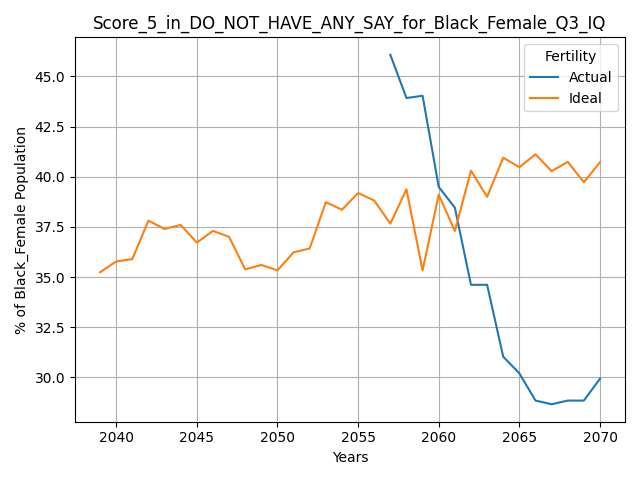 Score_5_in_DO_NOT_HAVE_ANY_SAY_for_Black_Female_Q3_IQ
Fertility
Actual
Ideal
% of Black_Female Population
45.0
42.5
40.0
37.5
35.0
32.5
30.0
2040 2045 2050 2055 2060 2065 2070
Years